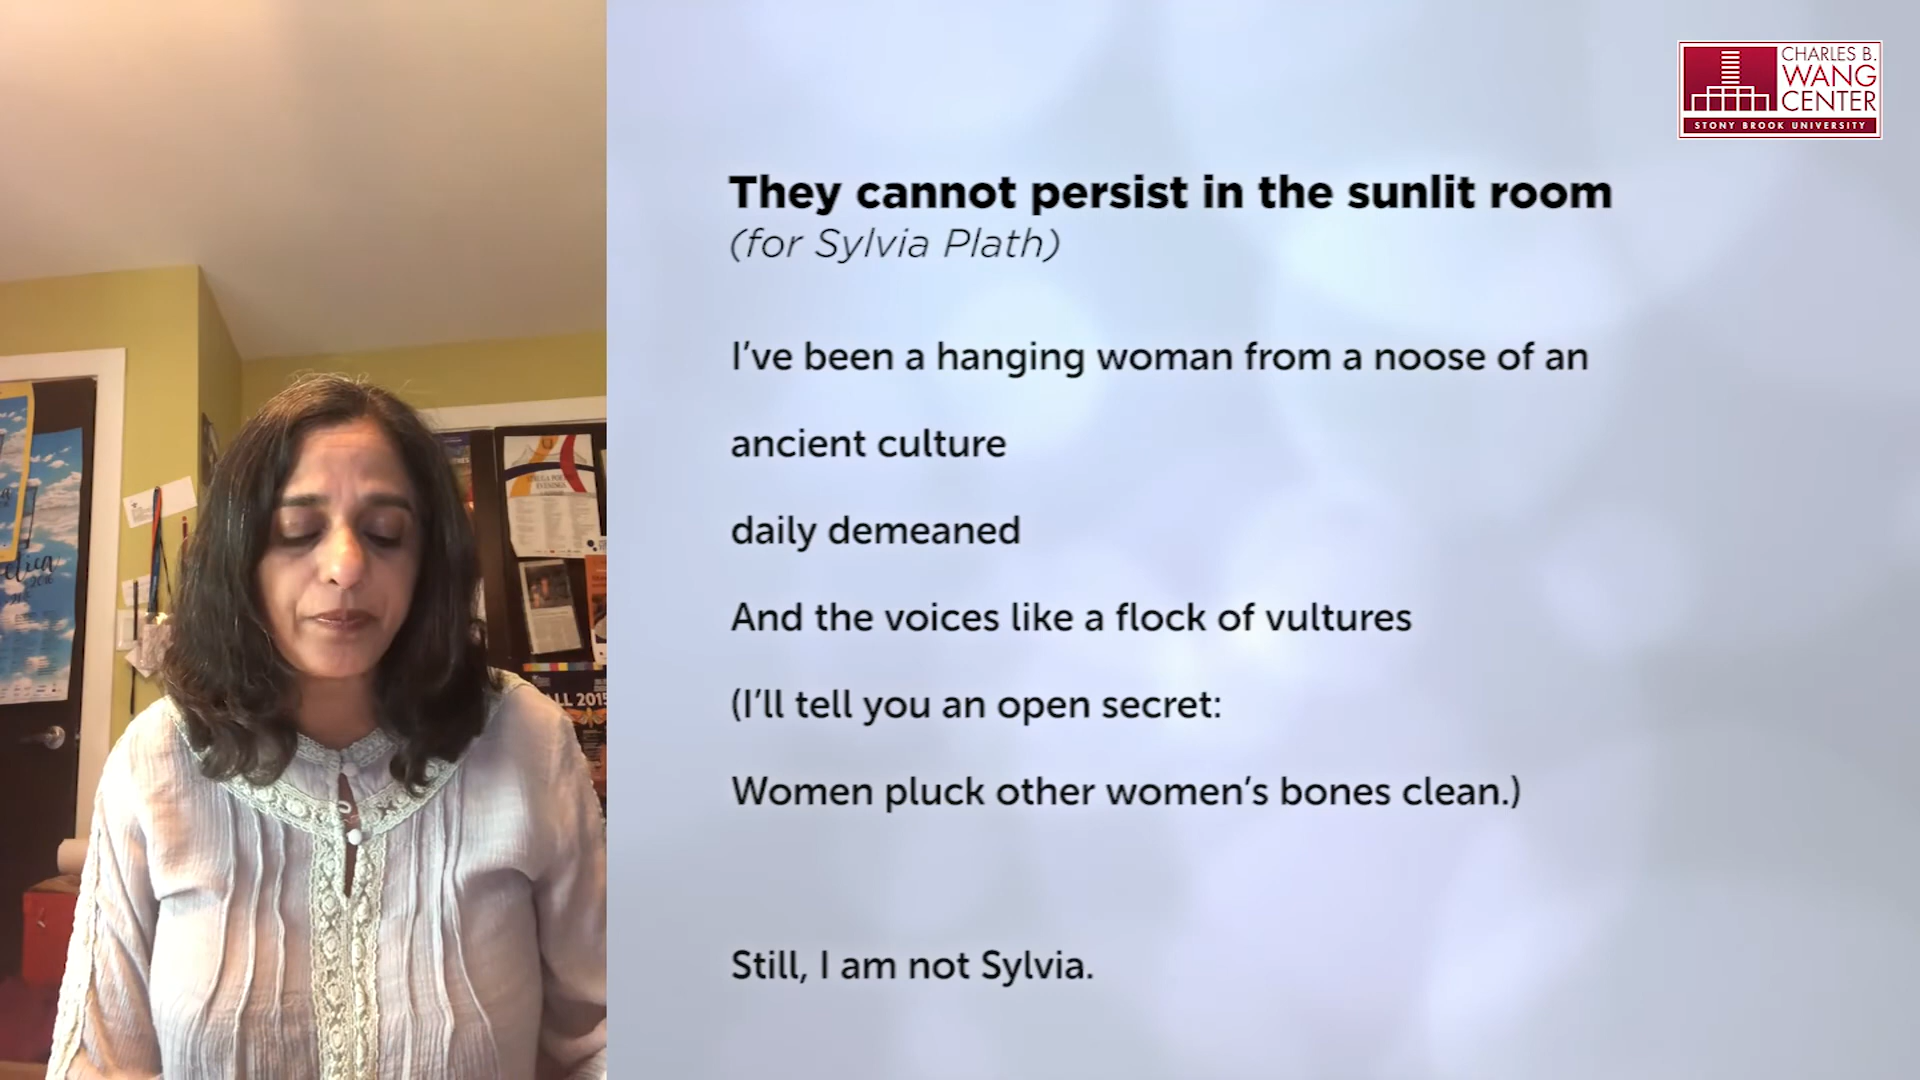 CHARLES B.
WANG
CENTER
STONY BROOK UNIVERSITY
They cannot persist in the sunlit room
(for Sylvia Plath)
I've been a hanging woman from a noose of an
ancient culture
daily demeaned
And the voices like a flock of vultures
(I'll tell you an open secret:
Women pluck other women's bones clean.)
Still, I am not Sylvia.